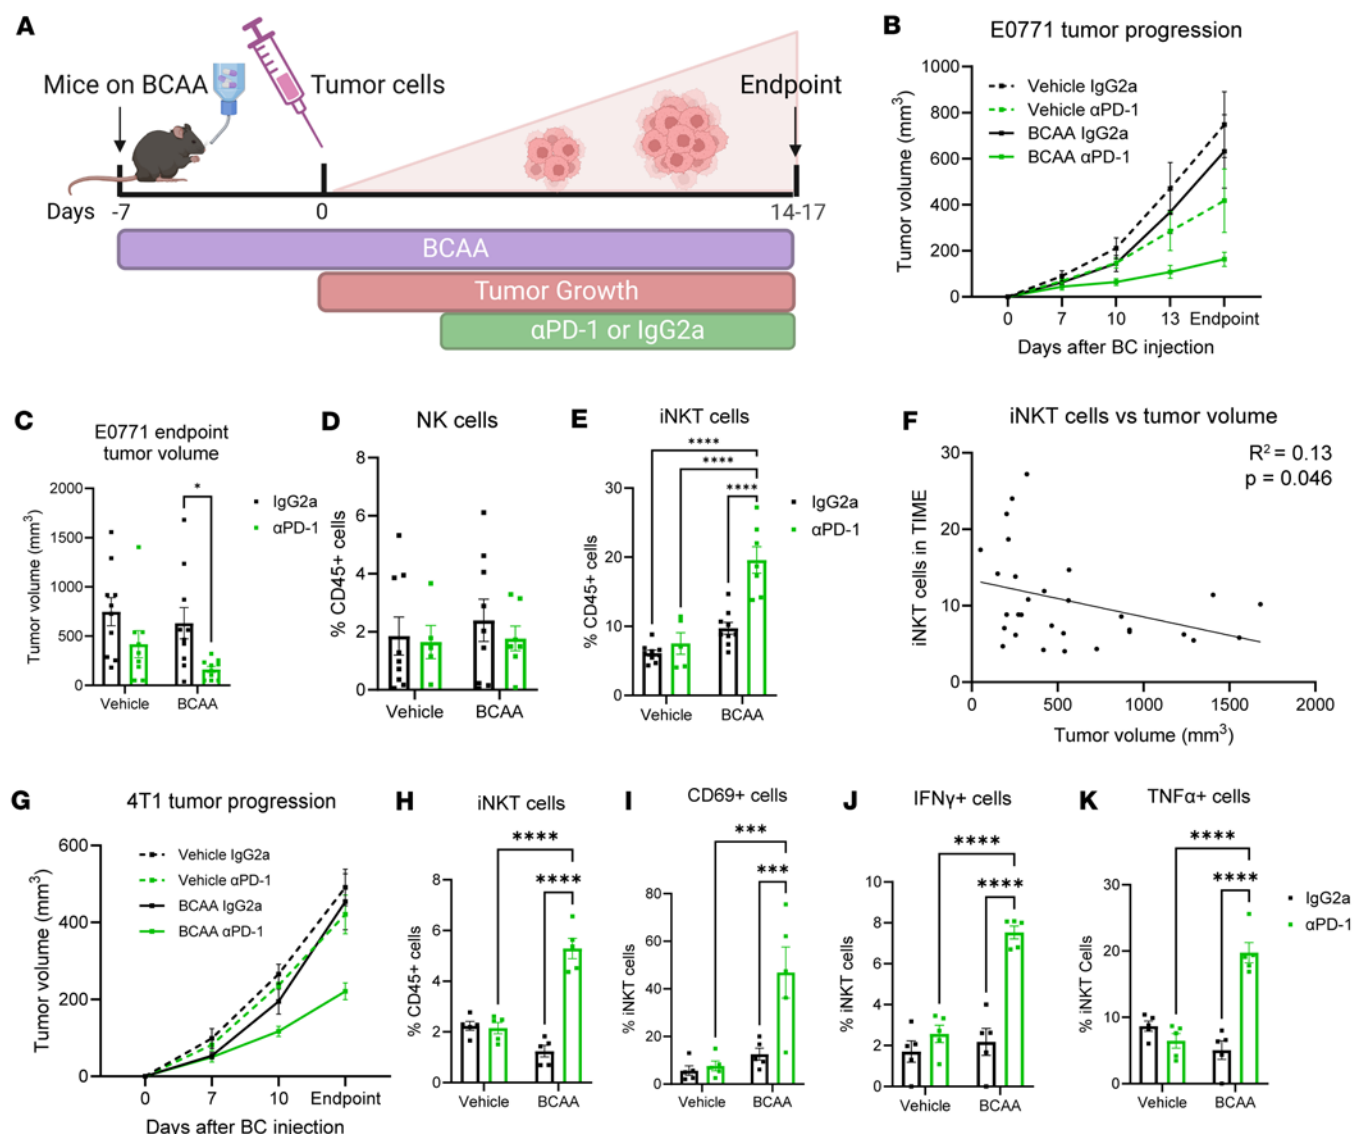 A
Mice on BCAA
Tumor cells
Endpoint
Days
-7
0
14-17
BCAA
Tumor Growth
αPD-1 or IgG2a
B
E0771 tumor progression
Tumor volume (mm³)
1000
800
600
400
200
0
Vehicle IgG2a
Vehicle αPD-1
BCAA IgG2a
BCAA αPD-1
0 7 10 13 Endpoint
Days after BC injection
C
E0771 endpoint
tumor volume
Tumor volume (mm³)
2000
1500
1000
500
0
*
IgG2a
αPD-1
Vehicle BCAA
D
NK cells
% CD45+ cells
8
6
4
2
0
Vehicle BCAA
E
iNKT cells
% CD45+ cells
30
20
10
0
****
****
****
IgG2a
αPD-1
Vehicle BCAA
F
iNKT cells vs tumor volume
R² = 0.13
p = 0.046
iNKT cells in TIME
30
20
10
0
0 500 1000 1500 2000
Tumor volume (mm³)
G
4T1 tumor progression
Tumor volume (mm³)
600
400
200
0
Vehicle IgG2a
Vehicle αPD-1
BCAA IgG2a
BCAA αPD-1
0 7 10 Endpoint
Days after BC injection
H
iNKT cells
% CD45+ cells
8
6
4
2
0
****
****
Vehicle BCAA
I
CD69+ cells
% iNKT cells
80
60
40
20
0
***
***
Vehicle BCAA
J
IFNγ+ cells
% iNKT cells
10
8
6
4
2
0
****
****
Vehicle BCAA
K
TNFα+ cells
% iNKT Cells
30
20
10
0
****
****
IgG2a
αPD-1
Vehicle BCAA